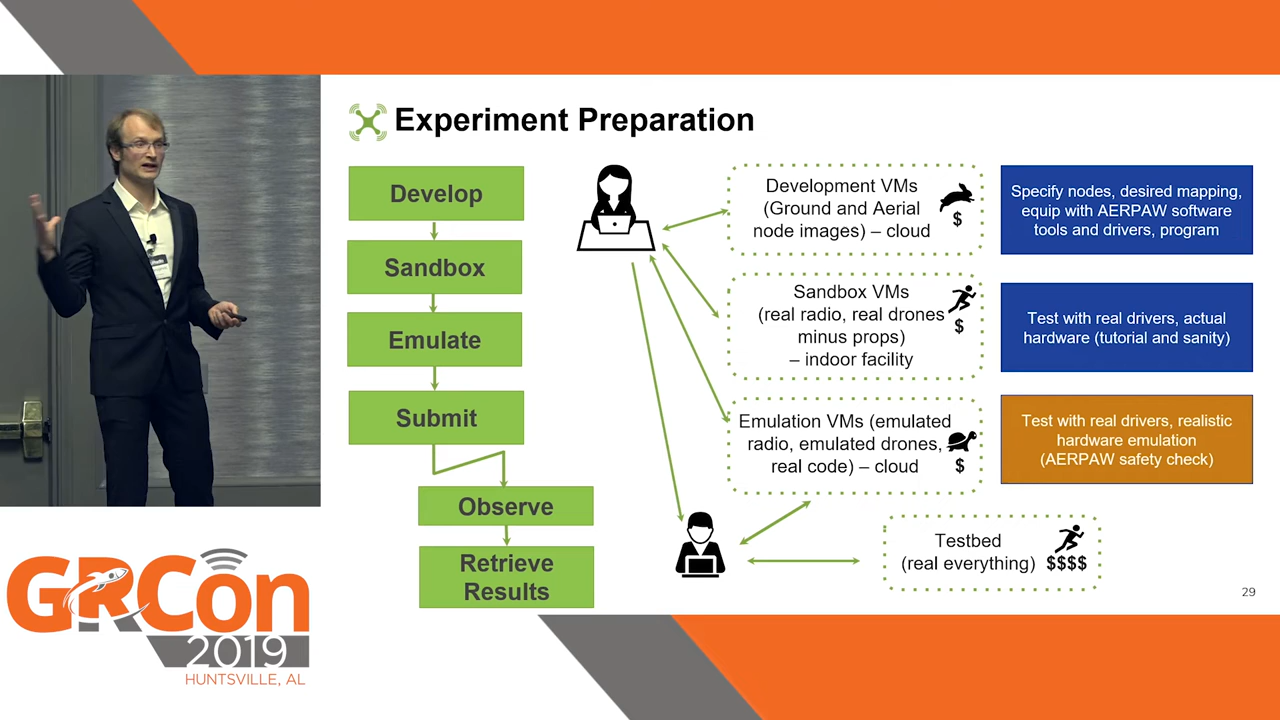 Experiment Preparation
Develop
Sandbox
Emulate
Submit
Observe
Retrieve
Results
Development VMs
(Ground and Aerial
node images) – cloud
$
Specify nodes, desired mapping,
equip with AERPAW software
tools and drivers, program
Sandbox VMs
(real radio, real drones
minus props)
– indoor facility
$
Test with real drivers, actual
hardware (tutorial and sanity)
Emulation VMs (emulated
radio, emulated drones,
real code) – cloud
$
Test with real drivers, realistic
hardware emulation
(AERPAW safety check)
Testbed
(real everything)
$$$$
29
GRCon
2019
HUNTSVILLE, AL